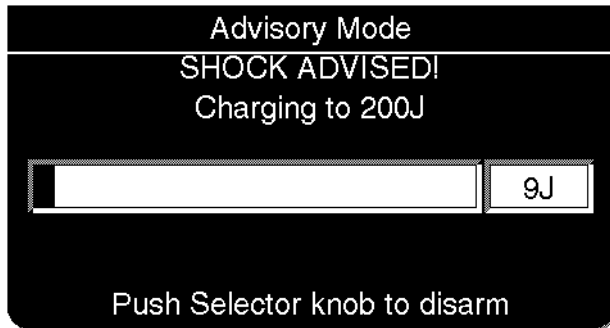 Advisory Mode
SHOCK ADVISED!
Charging to 200J
9J
Push Selector knob to disarm